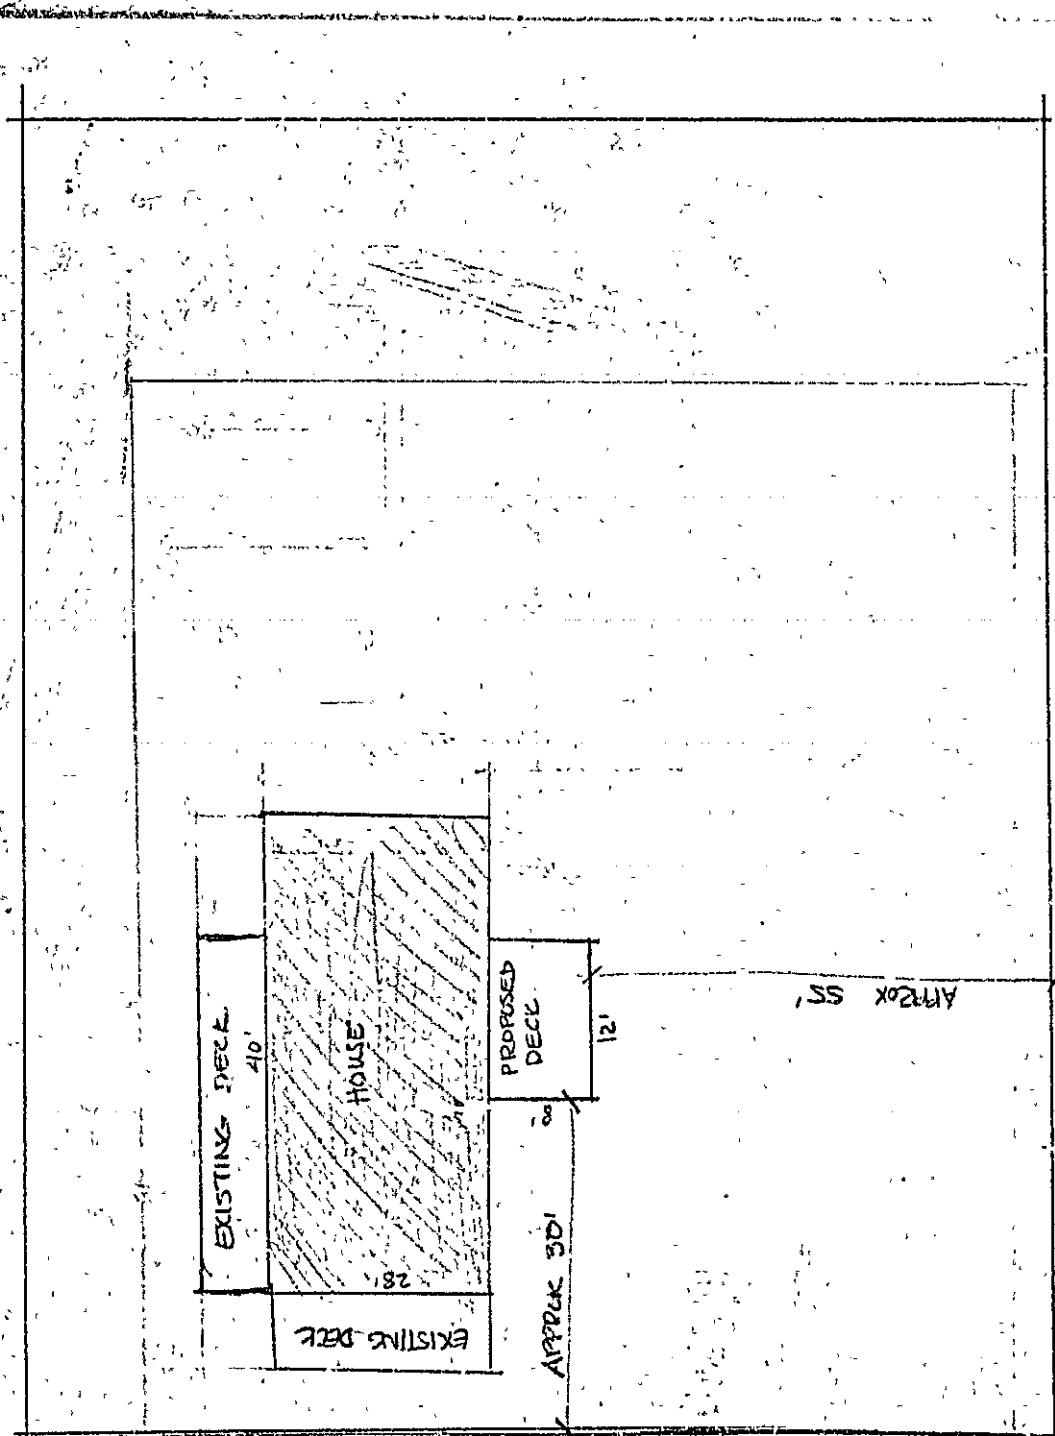 EXISTING DECK
40'
HOUSE
28'
EXISTING DECK
PROPOSED
DECK
12'
8'
APPROX 30'
APPROX 55'